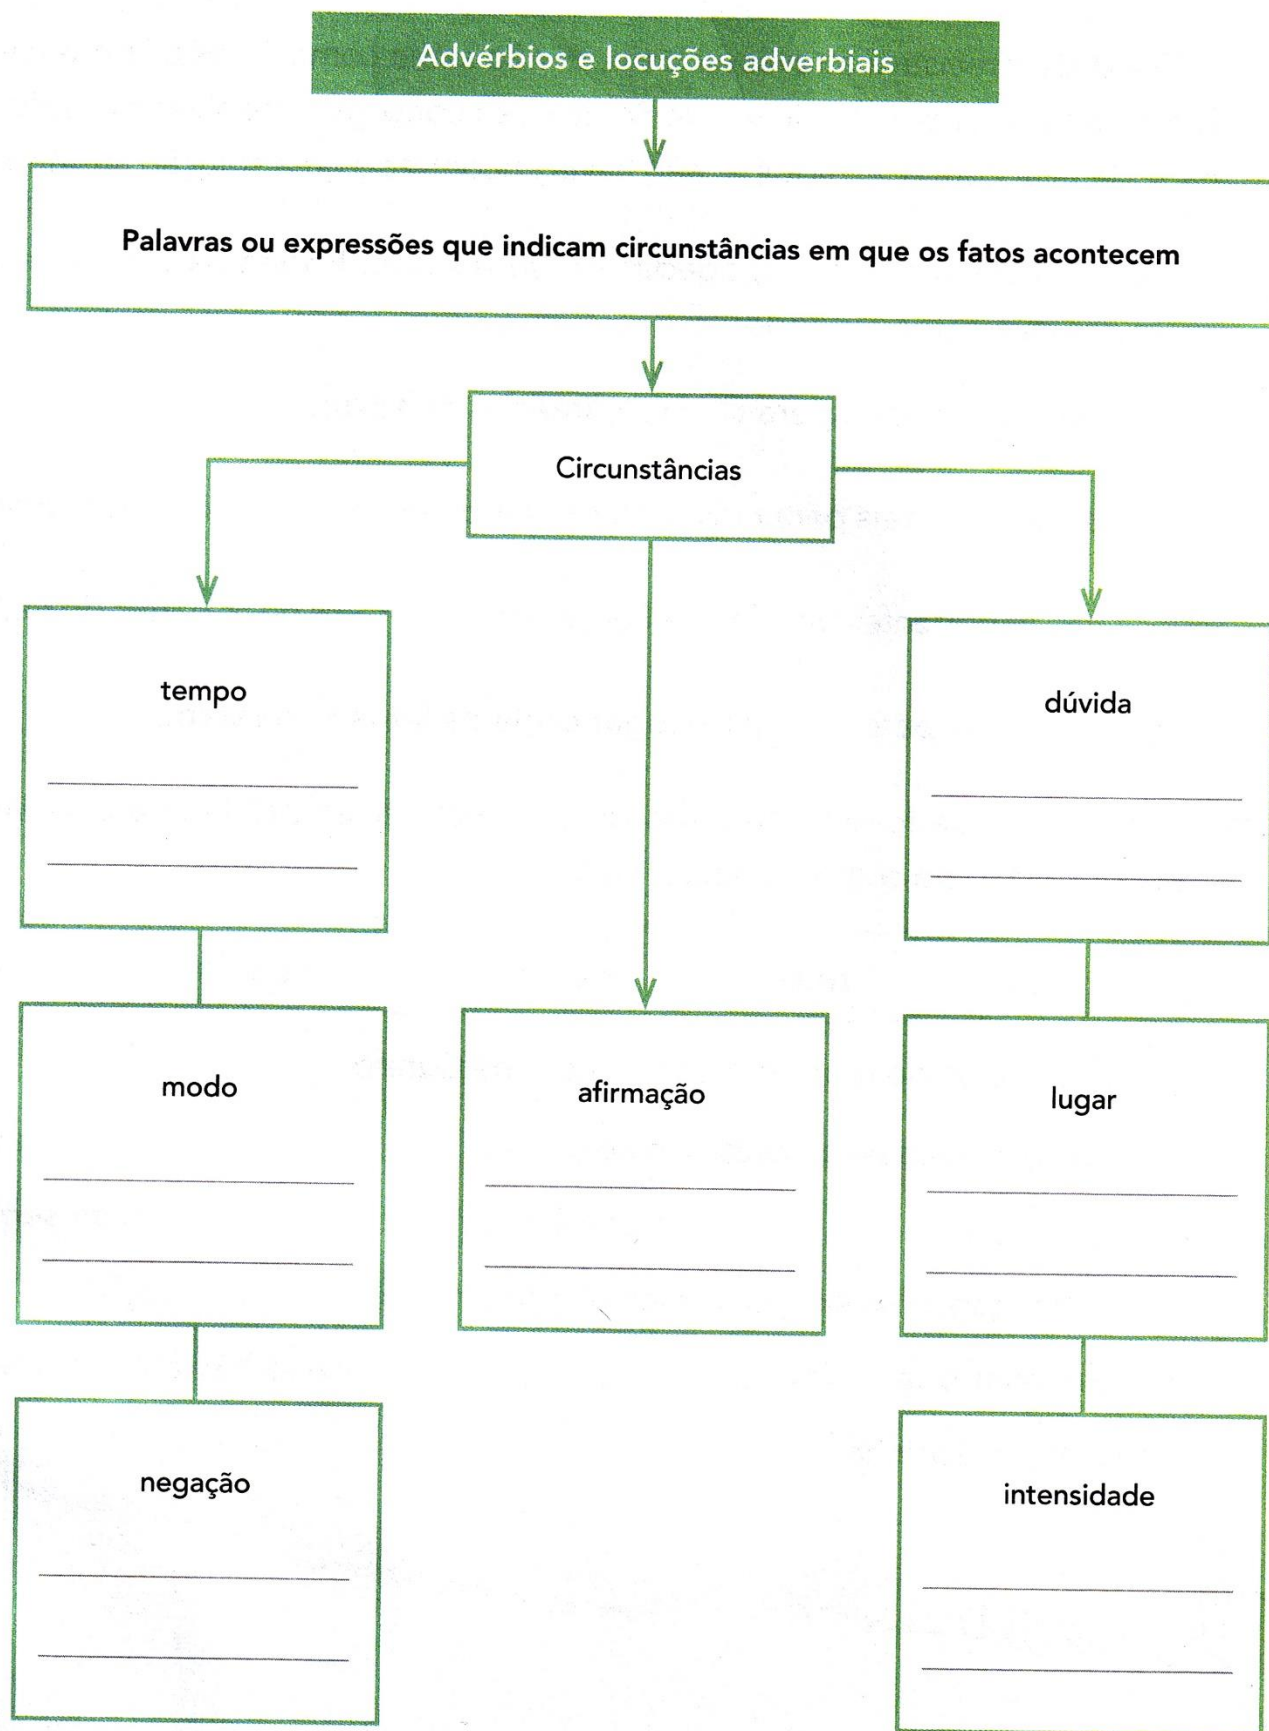 Advérbios e locuções adverbiais
Palavras ou expressões que indicam circunstâncias em que os fatos acontecem
Circunstâncias
tempo
dúvida
modo
afirmação
lugar
negação
intensidade